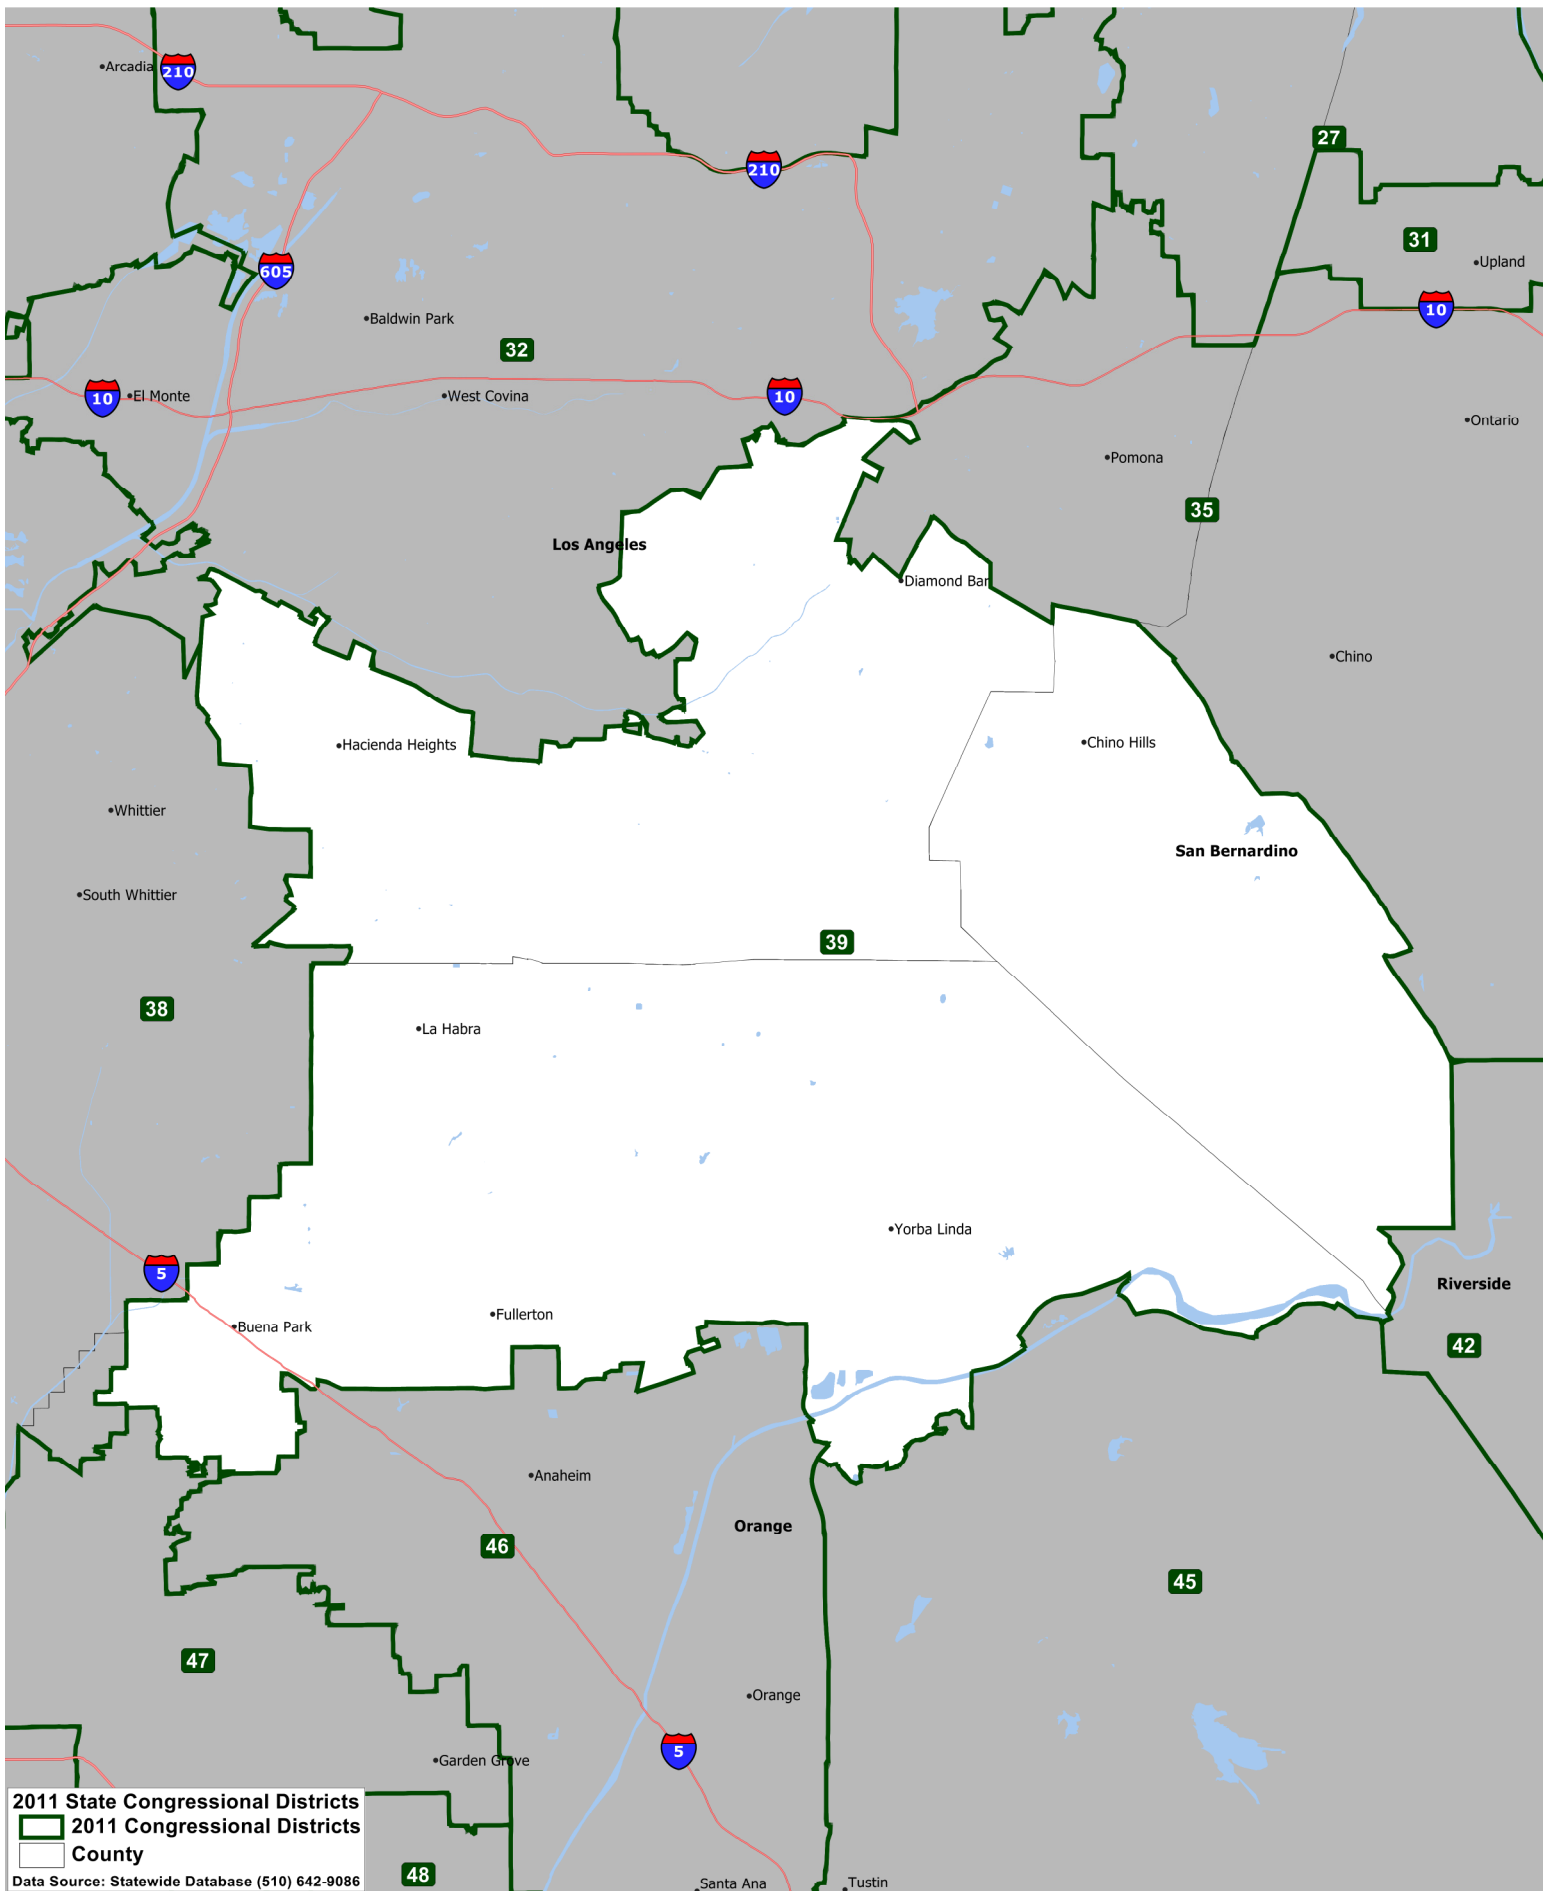 Arcadia
210
27
210
31
Upland
605
10
Baldwin Park
32
10
El Monte
West Covina
10
Ontario
Pomona
35
Los Angeles
Diamond Bar
Chino
Hacienda Heights
Chino Hills
Whittier
San Bernardino
South Whittier
39
38
La Habra
Yorba Linda
5
Riverside
Fullerton
Buena Park
42
Anaheim
Orange
46
45
47
Orange
5
Garden Grove
2011 State Congressional Districts
2011 Congressional Districts
County
Data Source: Statewide Database (510) 642-9086
48
Santa Ana
Tustin